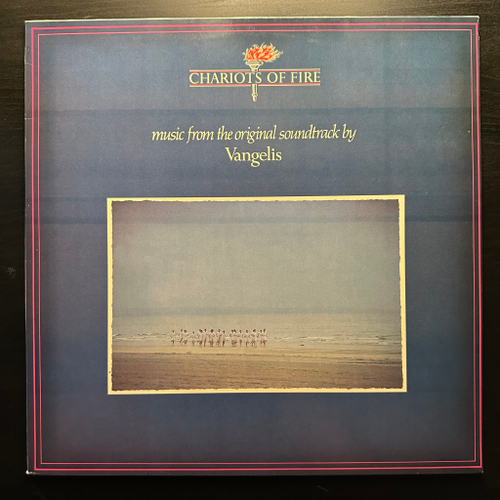 CHARIOTS OF FIRE
music from the original soundtrack by
Vangelis